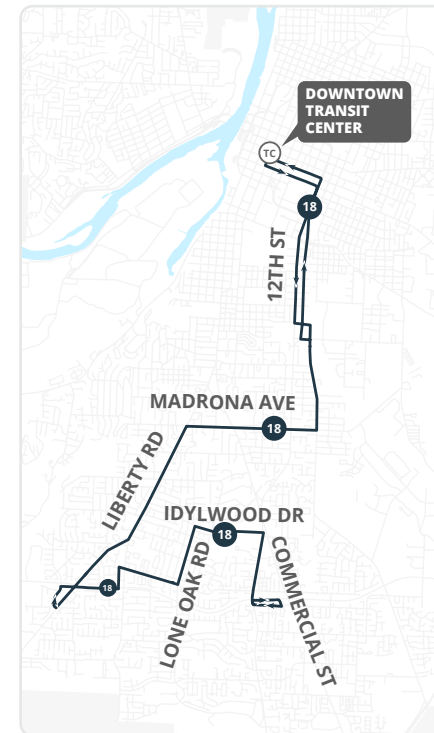 DOWNTOWN
TRANSIT
CENTER
TC
18
12TH ST
MADRONA AVE
18
LIBERTY RD
IDYLWOOD DR
18
LONE OAK RD
COMMERCIAL ST
18